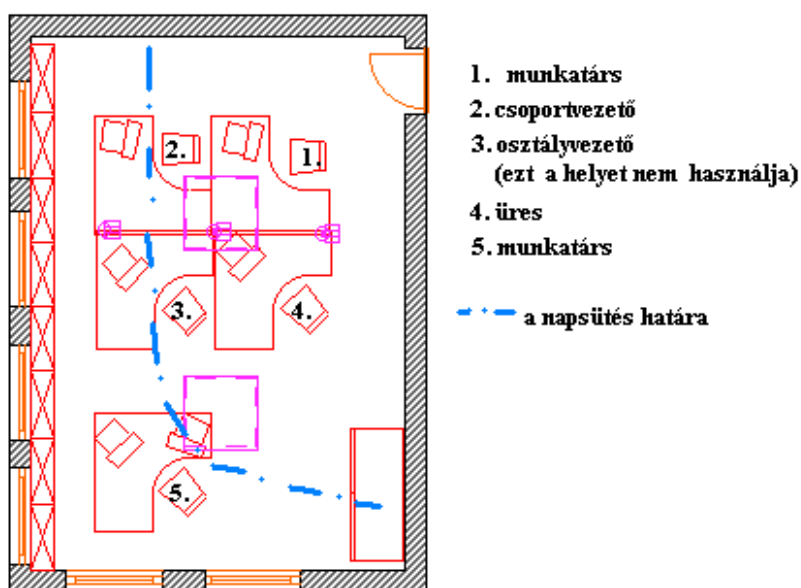 1. munkatárs
2. csoportvezető
3. osztályvezető
(ezt a helyet nem használja)
4. üres
5. munkatárs
a napsütés határa
2.
1.
3.
4.
5.